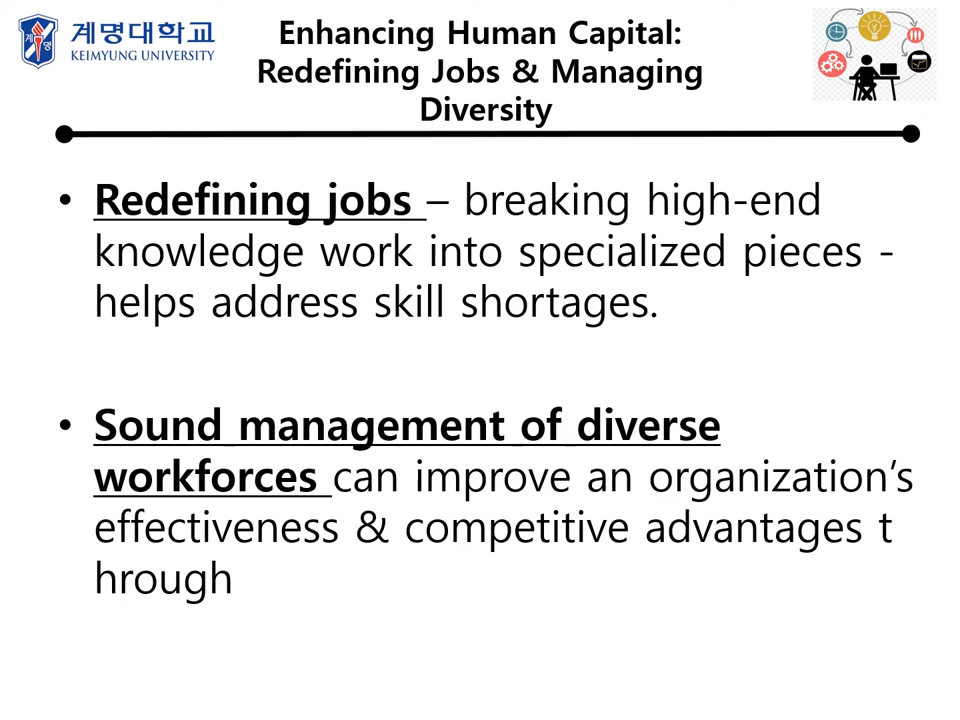 계명대학교
KEIMYUNG UNIVERSITY
Enhancing Human Capital:
Redefining Jobs & Managing
Diversity
• Redefining jobs – breaking high-end
knowledge work into specialized pieces -
helps address skill shortages.
• Sound management of diverse
workforces can improve an organization’s
effectiveness & competitive advantages t
hrough